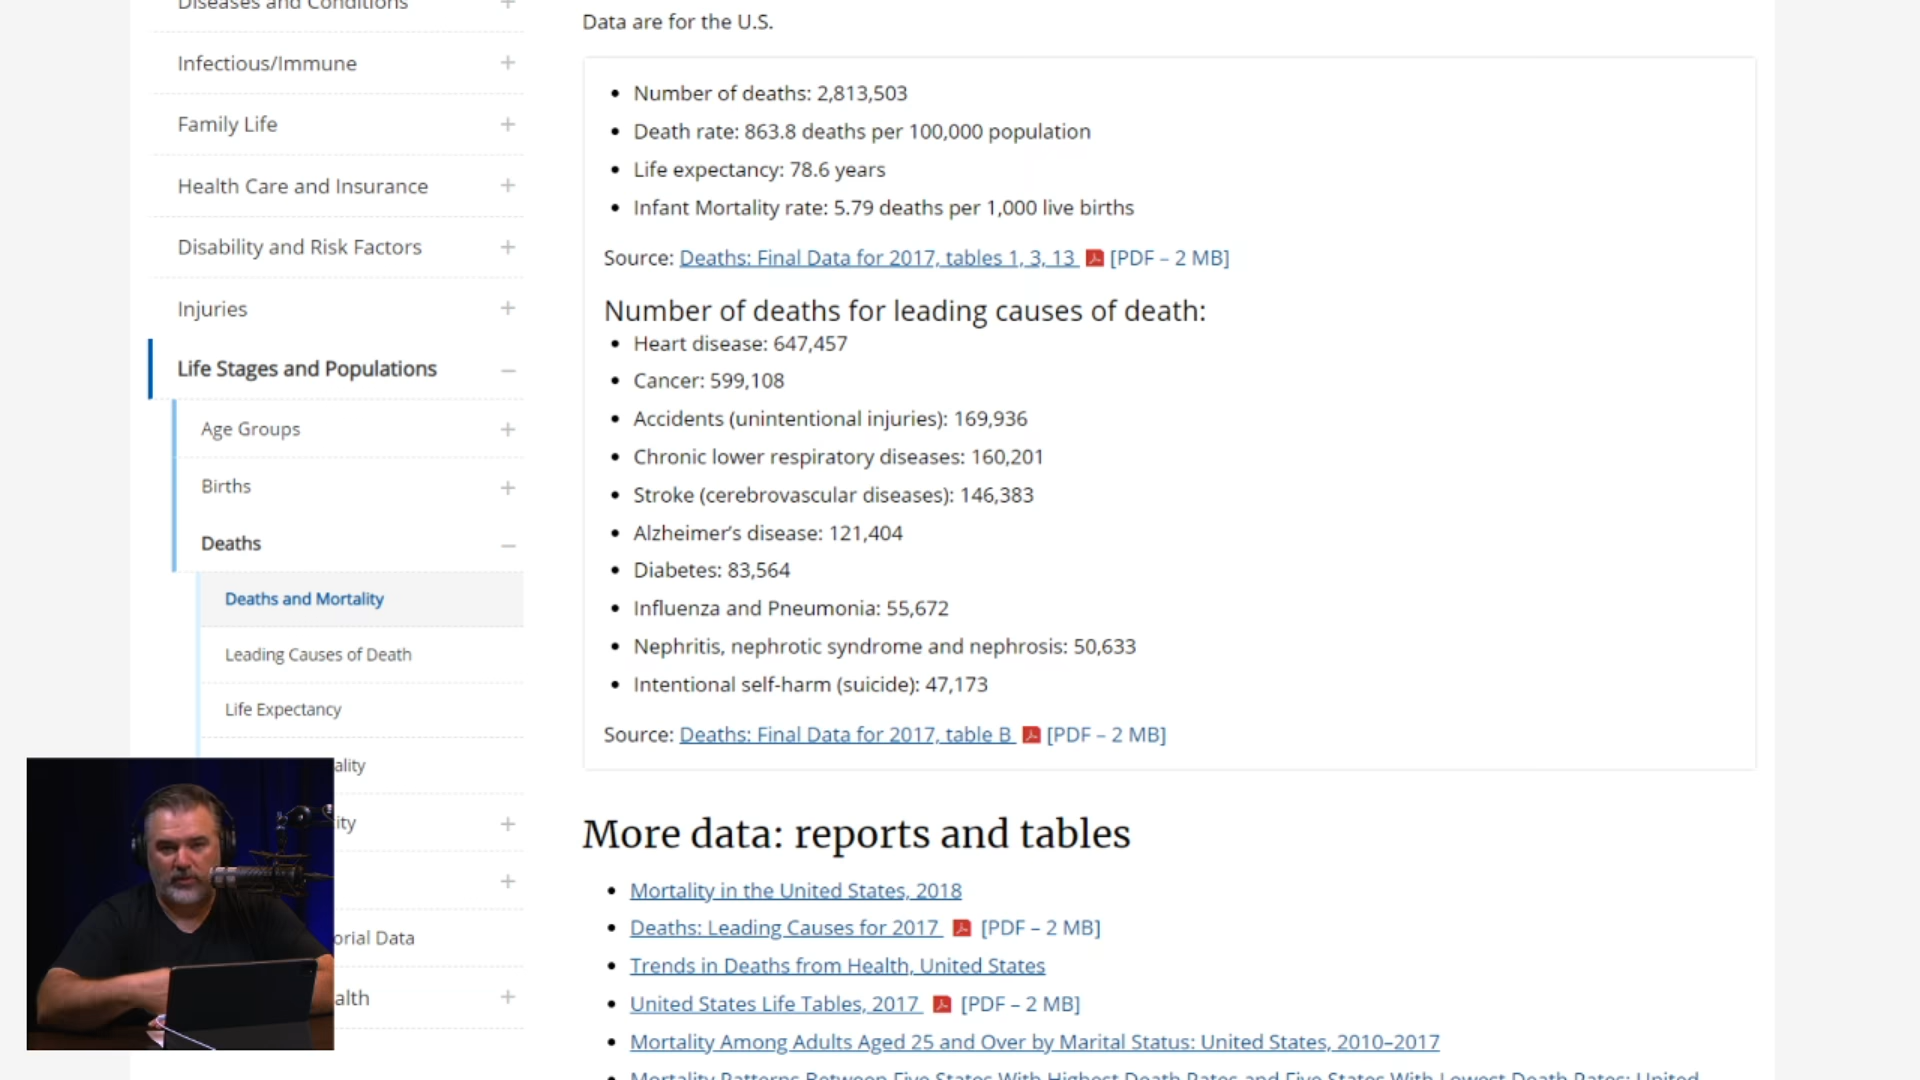 Diseases and Conditions
Infectious/Immune
Family Life
Health Care and Insurance
Disability and Risk Factors
Injuries
Life Stages and Populations
Age Groups
Births
Deaths
Deaths and Mortality
Leading Causes of Death
Life Expectancy
ality
ity
orial Data
alth
Data are for the U.S.
• Number of deaths: 2,813,503
• Death rate: 863.8 deaths per 100,000 population
• Life expectancy: 78.6 years
• Infant Mortality rate: 5.79 deaths per 1,000 live births
Source: Deaths: Final Data for 2017, tables 1, 3, 13 [PDF – 2 MB]
Number of deaths for leading causes of death:
• Heart disease: 647,457
• Cancer: 599,108
• Accidents (unintentional injuries): 169,936
• Chronic lower respiratory diseases: 160,201
• Stroke (cerebrovascular diseases): 146,383
• Alzheimer’s disease: 121,404
• Diabetes: 83,564
• Influenza and Pneumonia: 55,672
• Nephritis, nephrotic syndrome and nephrosis: 50,633
• Intentional self-harm (suicide): 47,173
Source: Deaths: Final Data for 2017, table B [PDF – 2 MB]
More data: reports and tables
• Mortality in the United States, 2018
• Deaths: Leading Causes for 2017 [PDF – 2 MB]
• Trends in Deaths from Health, United States
• United States Life Tables, 2017 [PDF – 2 MB]
• Mortality Among Adults Aged 25 and Over by Marital Status: United States, 2010–2017
• Mortality Patterns Between Five States With Highest Death Rates and Five States With Lowest Death Rates: United